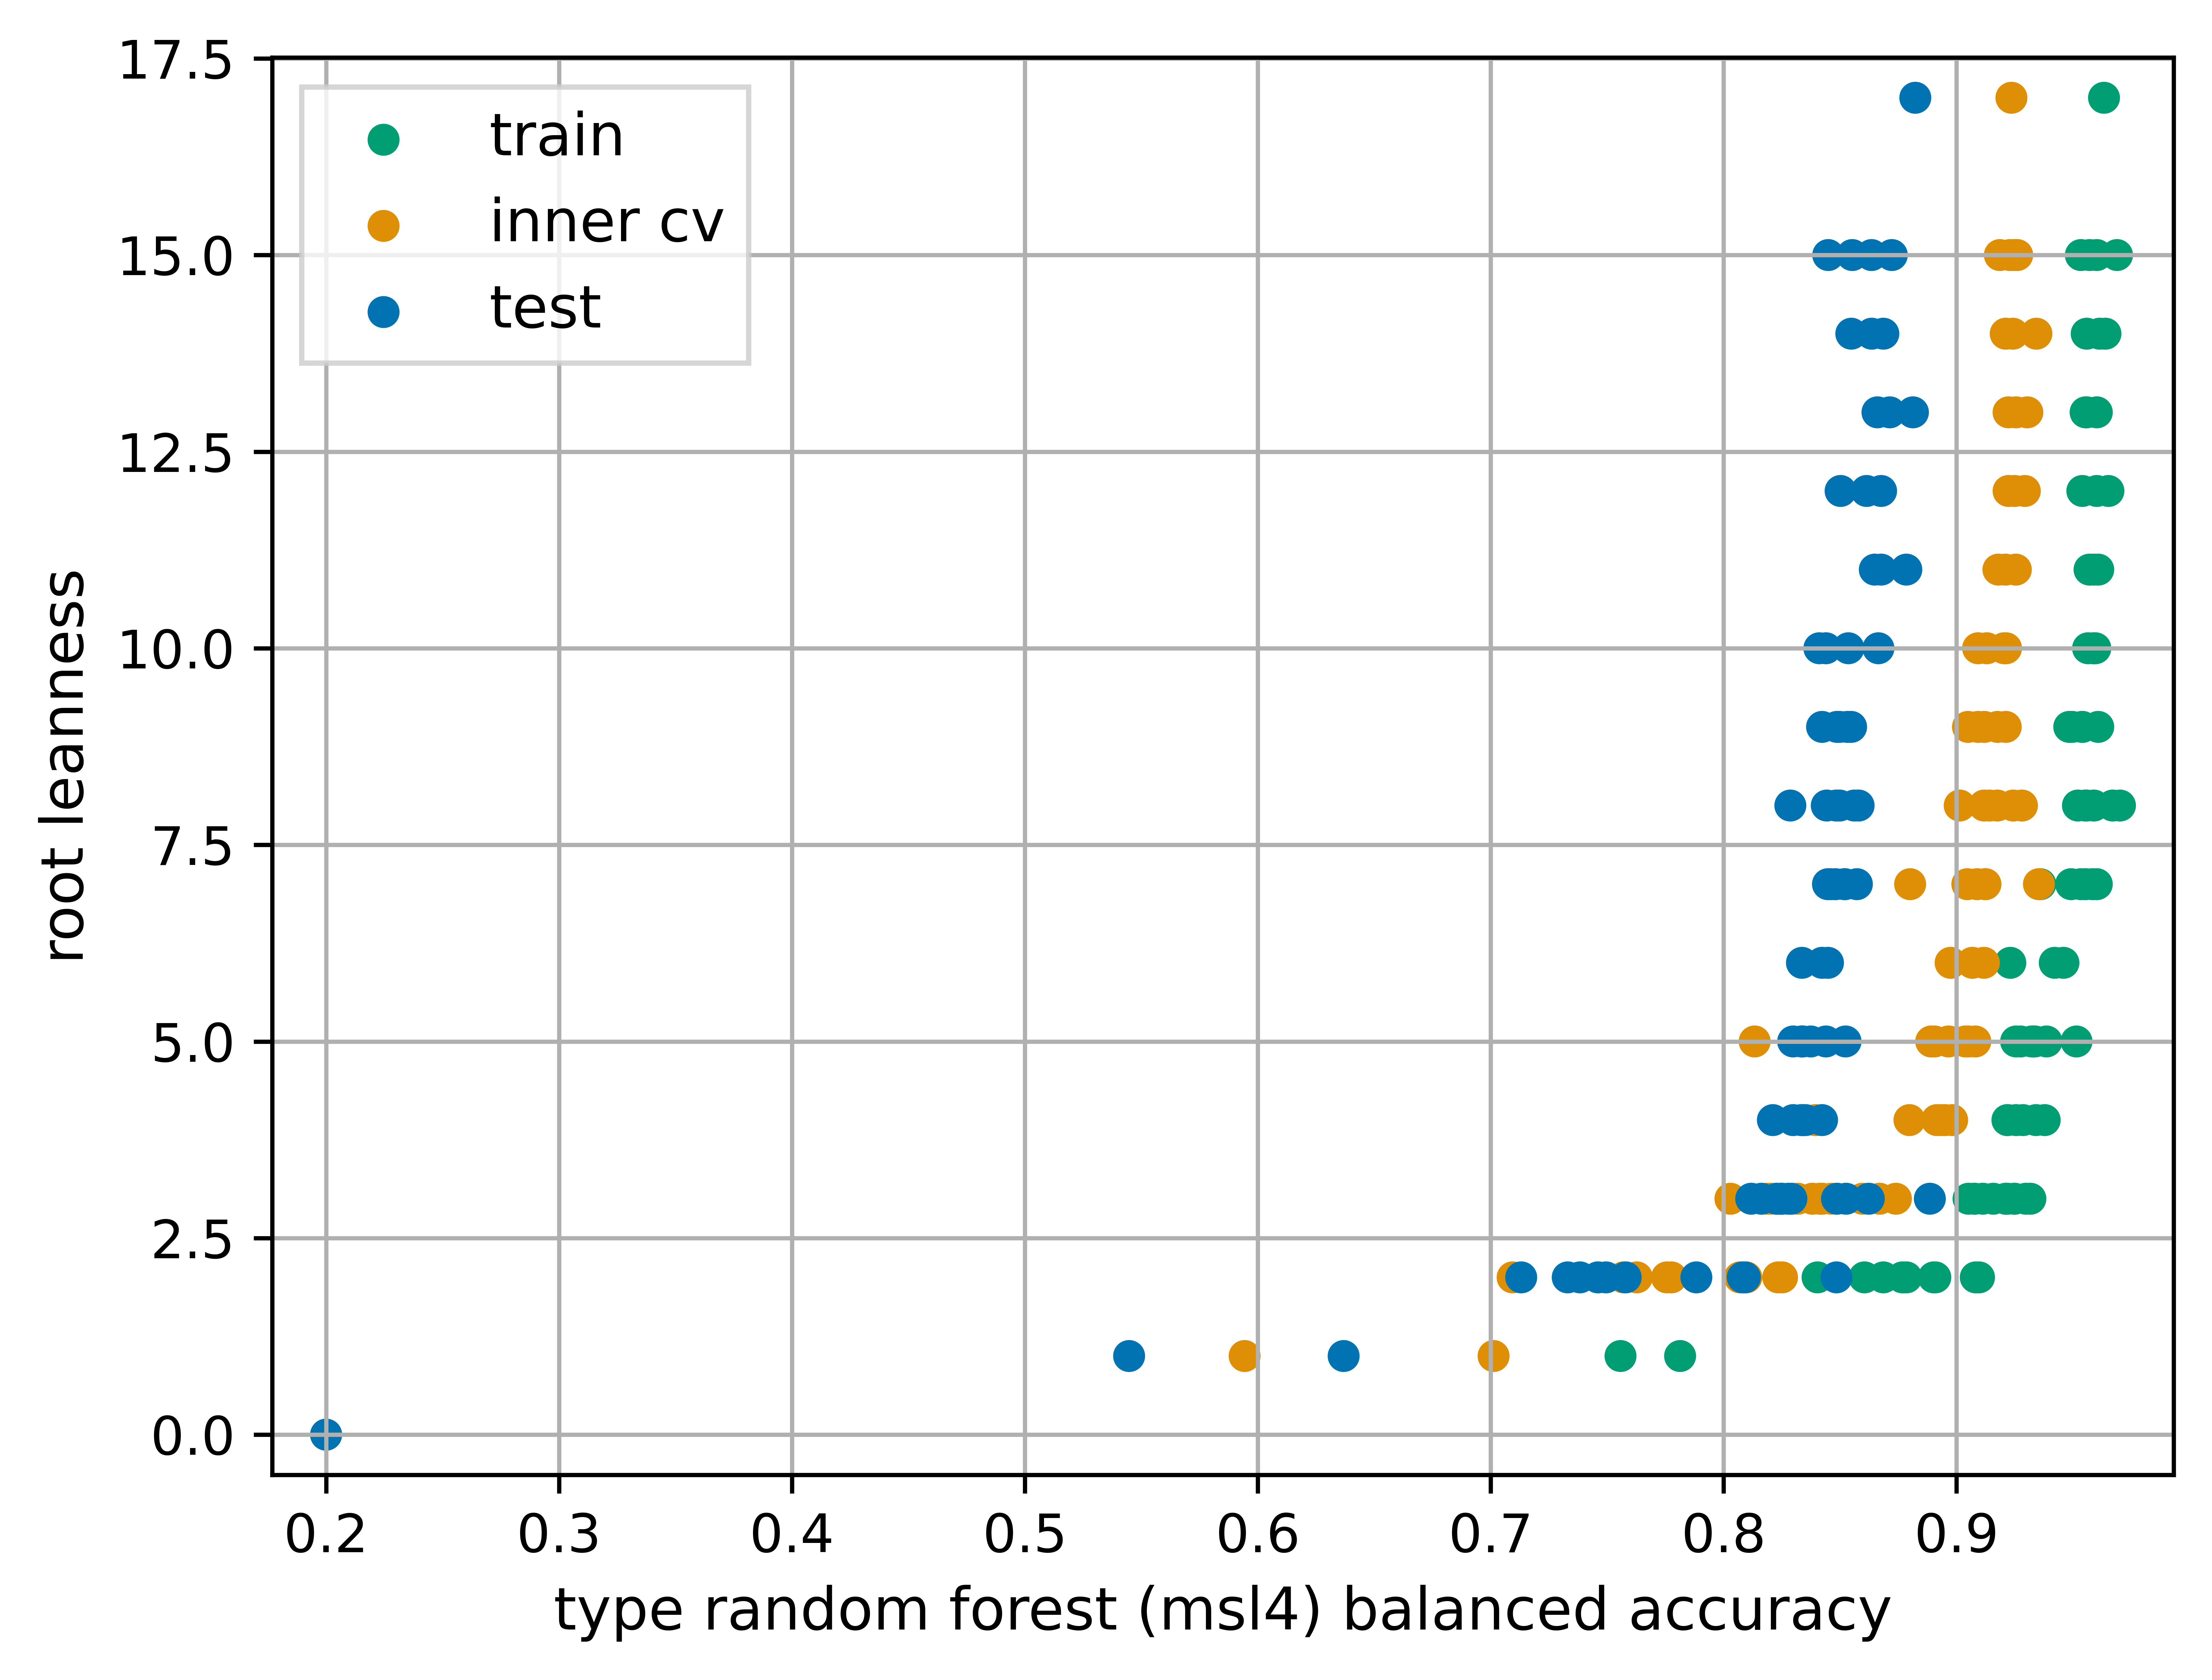 17.5
15.0
12.5
10.0
7.5
5.0
2.5
0.0
root leanness
train
inner cv
test
0.2 0.3 0.4 0.5 0.6 0.7 0.8 0.9
type random forest (msl4) balanced accuracy